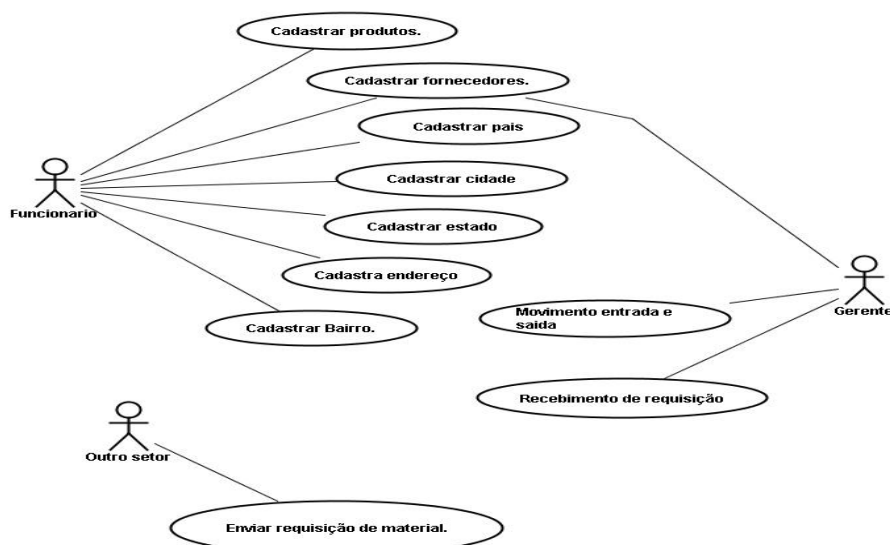 Cadastrar produtos.
Cadastrar fornecedores.
Cadastrar pais
Cadastrar cidade
Funcionario
Cadastrar estado
Cadastra endereço
Movimento entrada e
saida
Gerente
Cadastrar Bairro.
Recebimento de requisição
Outro setor
Enviar requisição de material.